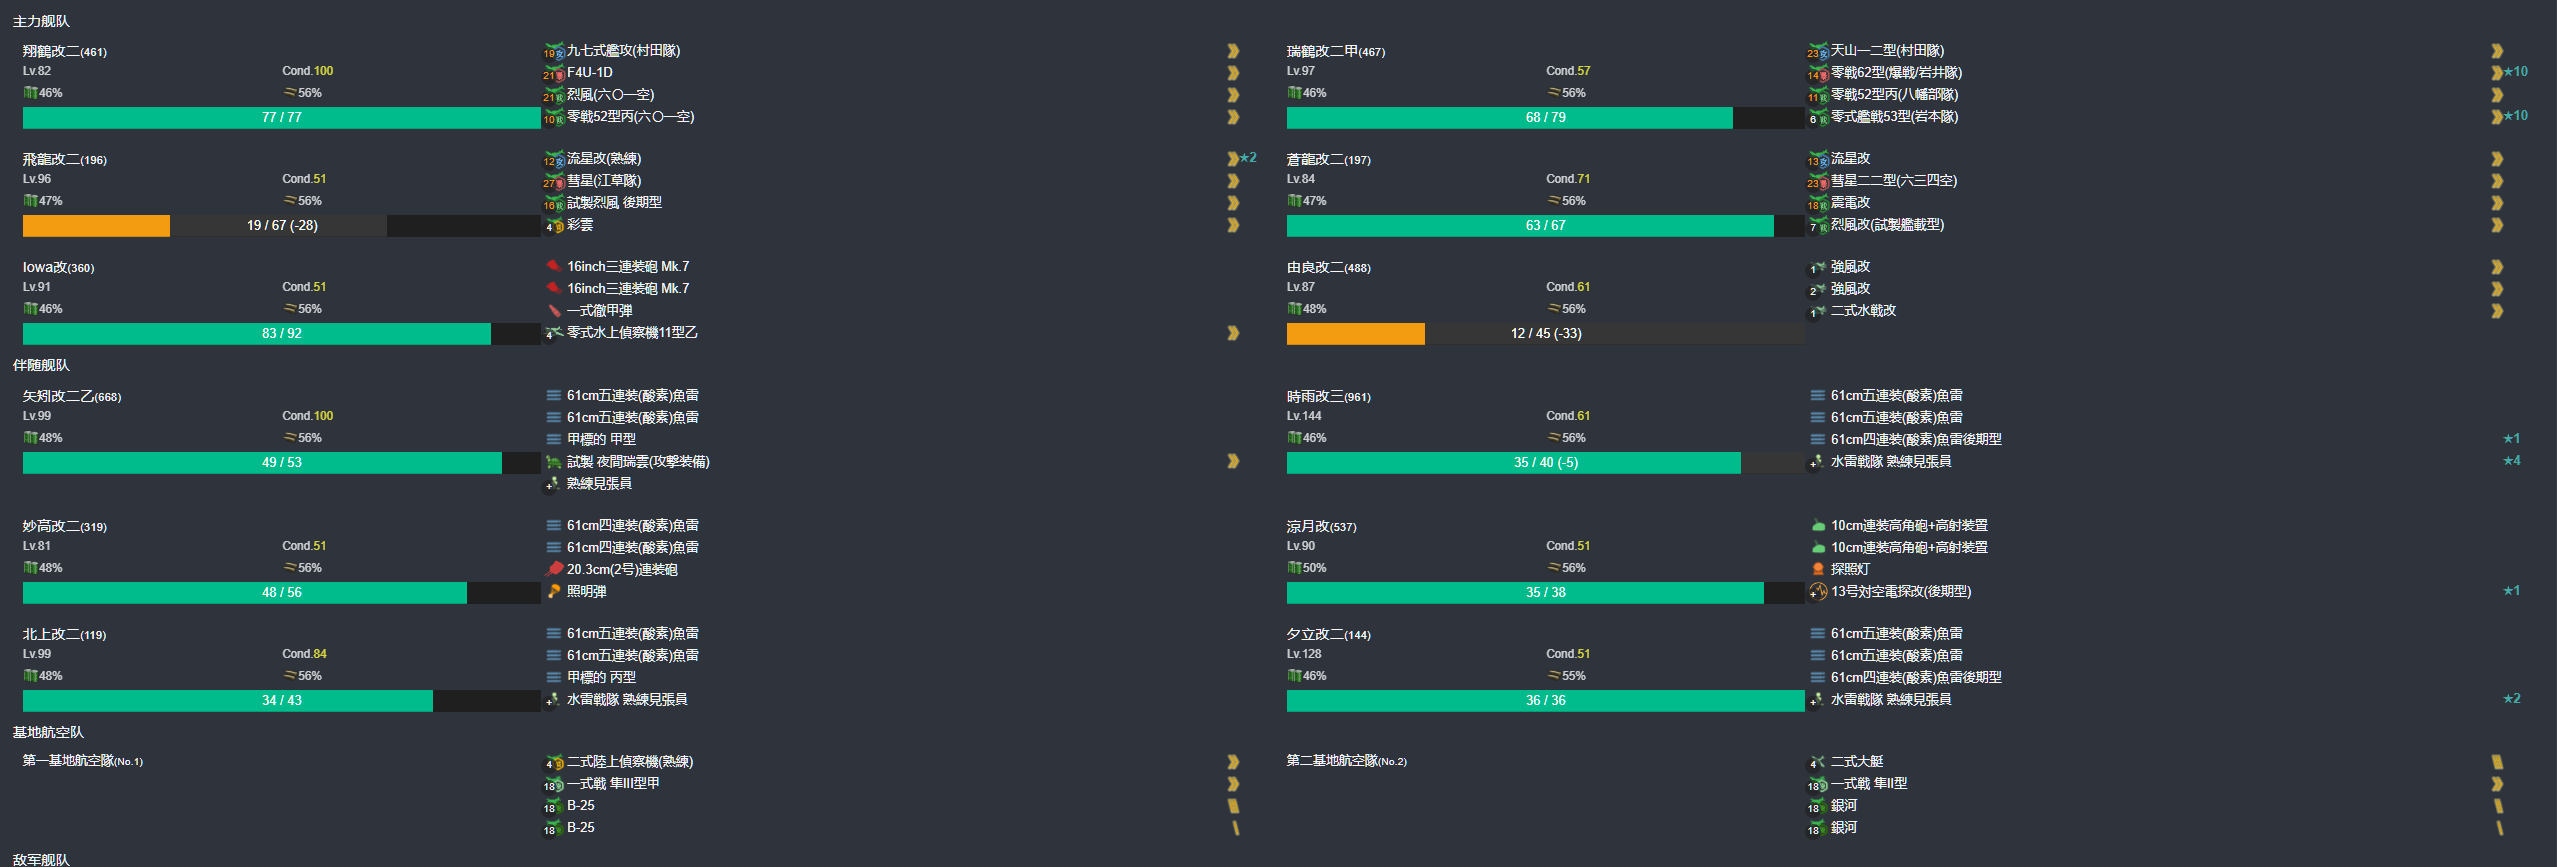 主力舰队
翔鶴改二(461)
Lv.82 Cond.100
46% 56%
77 / 77
19 九七式艦攻(村田隊)
21 F4U-1D
21 烈風(六〇一空)
10 零戦52型丙(六〇一空)
瑞鶴改二甲(467)
Lv.97 Cond.57
46% 56%
68 / 79
23 天山一二型(村田隊)
14 零戦62型(爆戦/岩井隊) ★10
11 零戦52型丙(八幡部隊)
6 零式艦戦53型(岩本隊) ★10
飛龍改二(196)
Lv.96 Cond.51
47% 56%
19 / 67 (-28)
12 流星改(熟練) ★2
27 彗星(江草隊)
16 試製烈風 後期型
4 彩雲
蒼龍改二(197)
Lv.84 Cond.71
47% 56%
63 / 67
13 流星改
23 彗星二二型(六三四空)
18 震電改
7 烈風改(試製艦載型)
Iowa改(360)
Lv.91 Cond.51
46% 56%
83 / 92
16inch三連装砲 Mk.7
16inch三連装砲 Mk.7
一式徹甲弾
4 零式水上偵察機11型乙
由良改二(488)
Lv.87 Cond.61
48% 56%
12 / 45 (-33)
1 強風改
2 強風改
1 二式水戦改
伴随舰队
矢矧改二乙(668)
Lv.99 Cond.100
48% 56%
49 / 53
61cm五連装(酸素)魚雷
61cm五連装(酸素)魚雷
甲標的 甲型
試製 夜間瑞雲(攻撃装備)
+ 熟練見張員
時雨改三(961)
Lv.144 Cond.61
46% 56%
35 / 40 (-5)
61cm五連装(酸素)魚雷
61cm五連装(酸素)魚雷
61cm四連装(酸素)魚雷後期型 ★1
+ 水雷戦隊 熟練見張員 ★4
妙高改二(319)
Lv.81 Cond.51
48% 56%
48 / 56
61cm四連装(酸素)魚雷
61cm四連装(酸素)魚雷
20.3cm(2号)連装砲
照明弾
涼月改(537)
Lv.90 Cond.51
50% 56%
35 / 38
10cm連装高角砲+高射装置
10cm連装高角砲+高射装置
探照灯
+ 13号対空電探改(後期型) ★1
北上改二(119)
Lv.99 Cond.84
48% 56%
34 / 43
61cm五連装(酸素)魚雷
61cm五連装(酸素)魚雷
甲標的 丙型
+ 水雷戦隊 熟練見張員
夕立改二(144)
Lv.128 Cond.51
46% 55%
36 / 36
61cm五連装(酸素)魚雷
61cm五連装(酸素)魚雷
61cm四連装(酸素)魚雷後期型
+ 水雷戦隊 熟練見張員 ★2
基地航空队
第一基地航空隊(No.1)
4 二式陸上偵察機(熟練)
18 一式戦 隼III型甲
18 B-25
18 B-25
第二基地航空隊(No.2)
4 二式大艇
18 一式戦 隼II型
18 銀河
18 銀河
敌军舰队